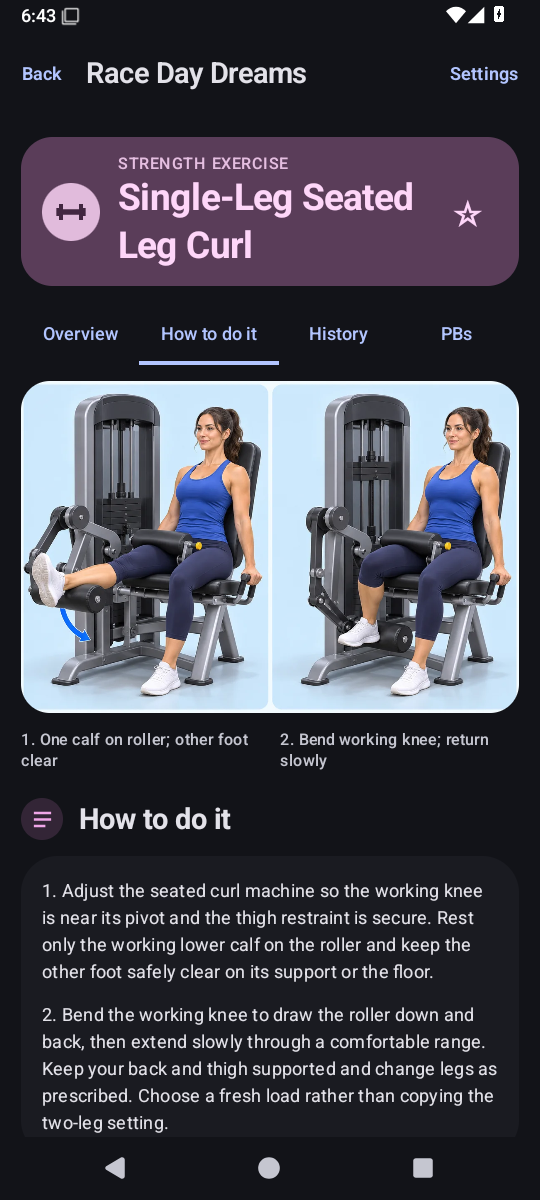 6:43
Back
Race Day Dreams
Settings
STRENGTH EXERCISE
Single-Leg Seated
Leg Curl
Overview
How to do it
History
PBs
1. One calf on roller; other foot
clear
2. Bend working knee; return
slowly
How to do it
1. Adjust the seated curl machine so the working knee
is near its pivot and the thigh restraint is secure. Rest
only the working lower calf on the roller and keep the
other foot safely clear on its support or the floor.
2. Bend the working knee to draw the roller down and
back, then extend slowly through a comfortable range.
Keep your back and thigh supported and change legs as
prescribed. Choose a fresh load rather than copying the
two-leg setting.